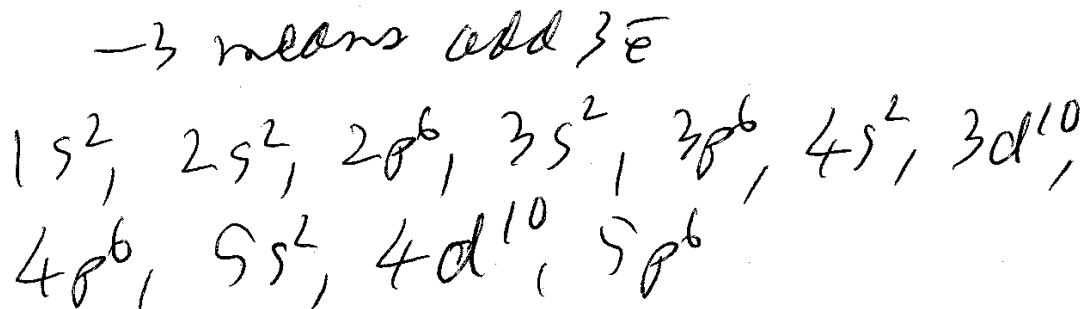 -3 means add 3ē
1s², 2s², 2p⁶, 3s², 3p⁶, 4s², 3d¹⁰,
4p⁶, 5s², 4d¹⁰, 5p⁶